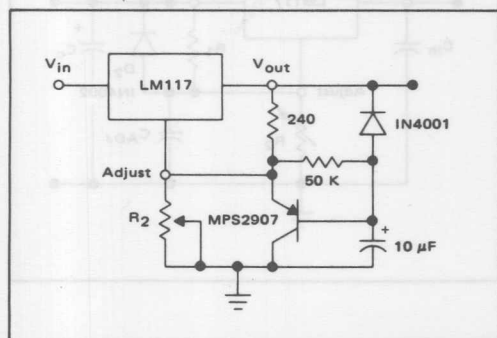 Vin
LM117
Vout
240
IN4001
Adjust
50 K
R2
MPS2907
+
10 μF